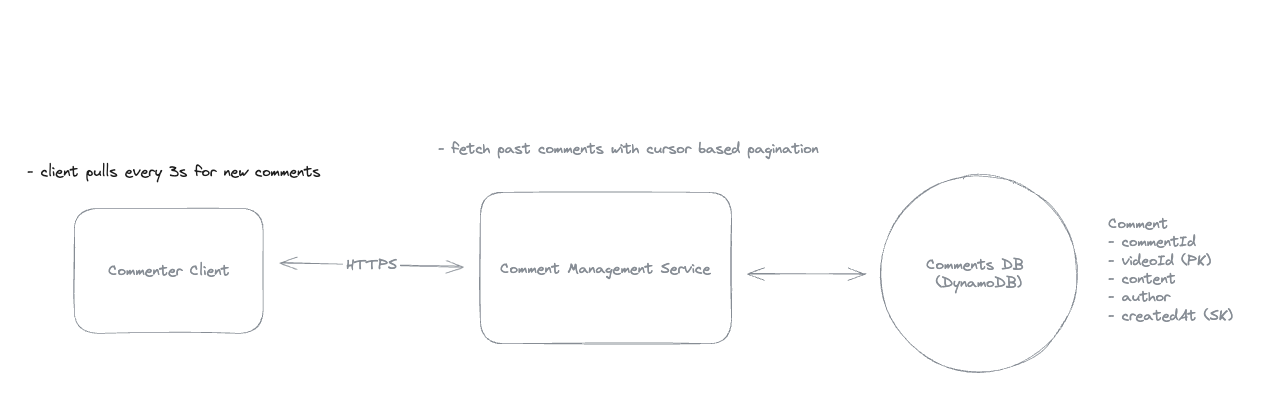 - fetch past comments with cursor based pagination
- client pulls every 3s for new comments
Commenter Client
HTTPS
Comment Management Service
Comments DB
(DynamoDB)
Comment
- commentId
- videoId (PK)
- content
- author
- createdAt (SK)